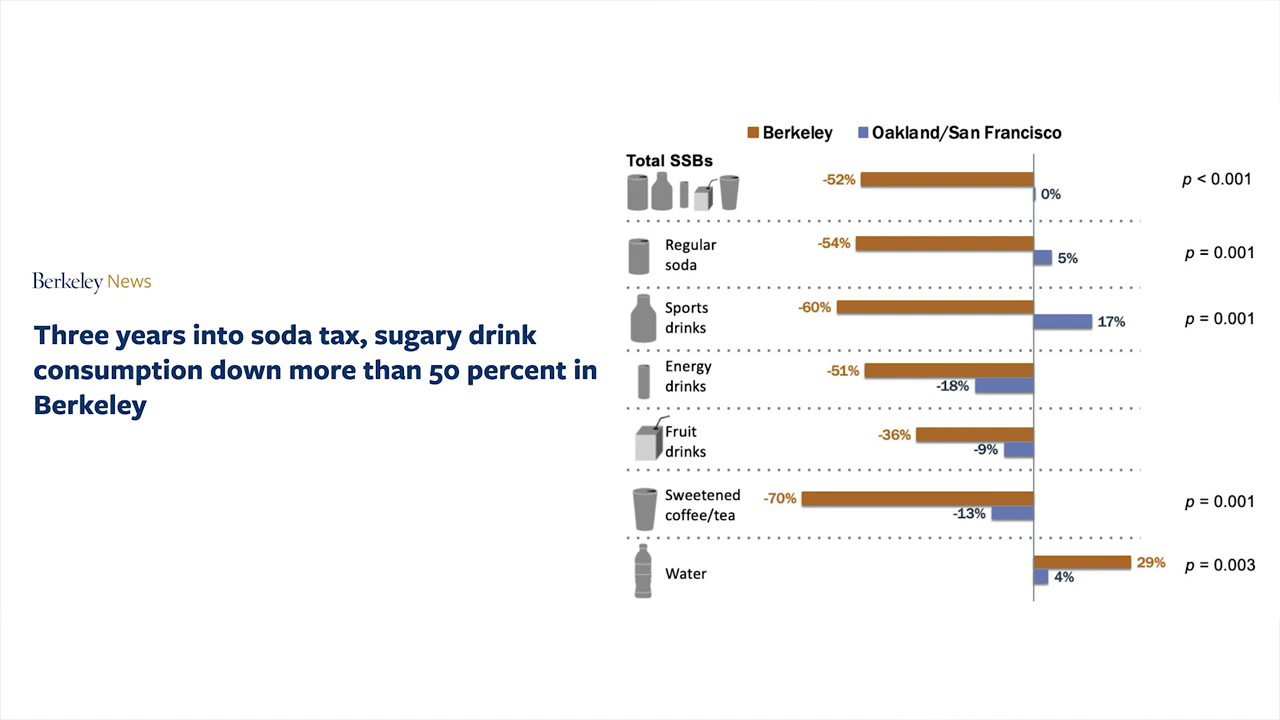 Berkeley News
Three years into soda tax, sugary drink
consumption down more than 50 percent in
Berkeley
Berkeley Oakland/San Francisco
Total SSBs
-52%
0%
p < 0.001
Regular
soda
-54%
5%
p = 0.001
Sports
drinks
-60%
17%
p = 0.001
Energy
drinks
-51%
-18%
Fruit
drinks
-36%
-9%
Sweetened
coffee/tea
-70%
-13%
p = 0.001
Water
29%
4%
p = 0.003